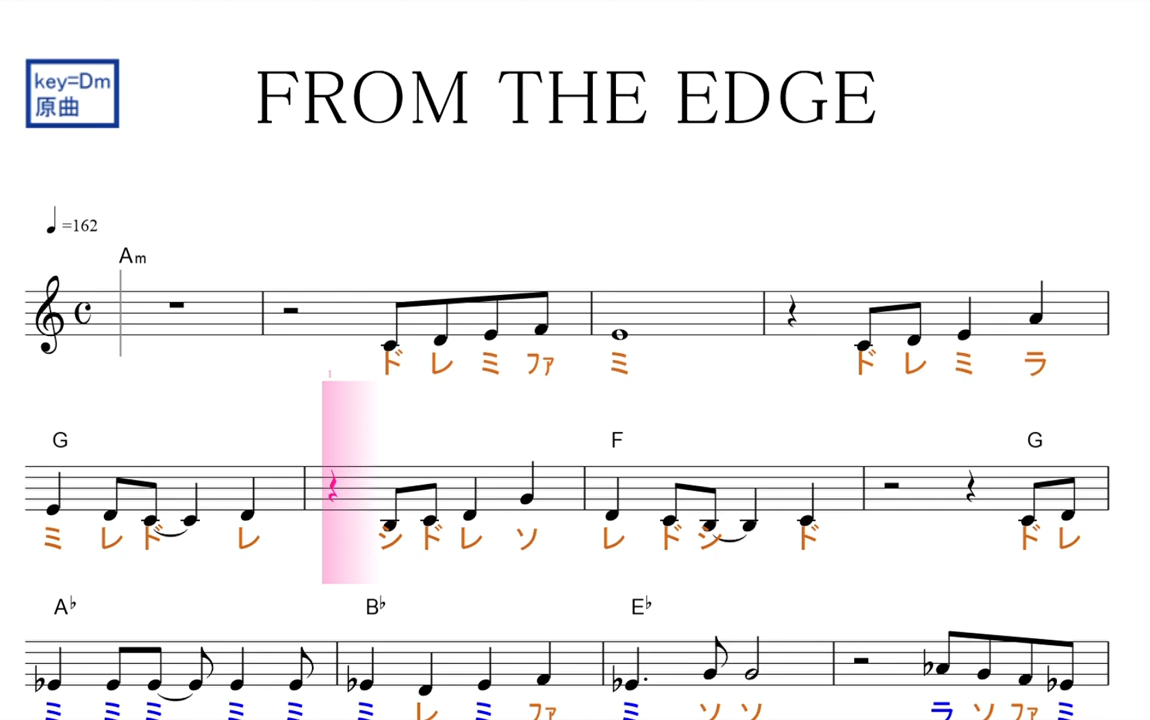 key=Dm
原曲
FROM THE EDGE
=162
Am
ド レ ミ ファ ミ ド レ ミ ラ
1
G F G
ミ レ ド レ シ ド レ ソ レ ド シ ド ド レ
A♭ B♭ E♭
ミ ミ ミ ミ ミ ミ レ ミ ファ ミ ソ ソ ラ ソ ファ ミ